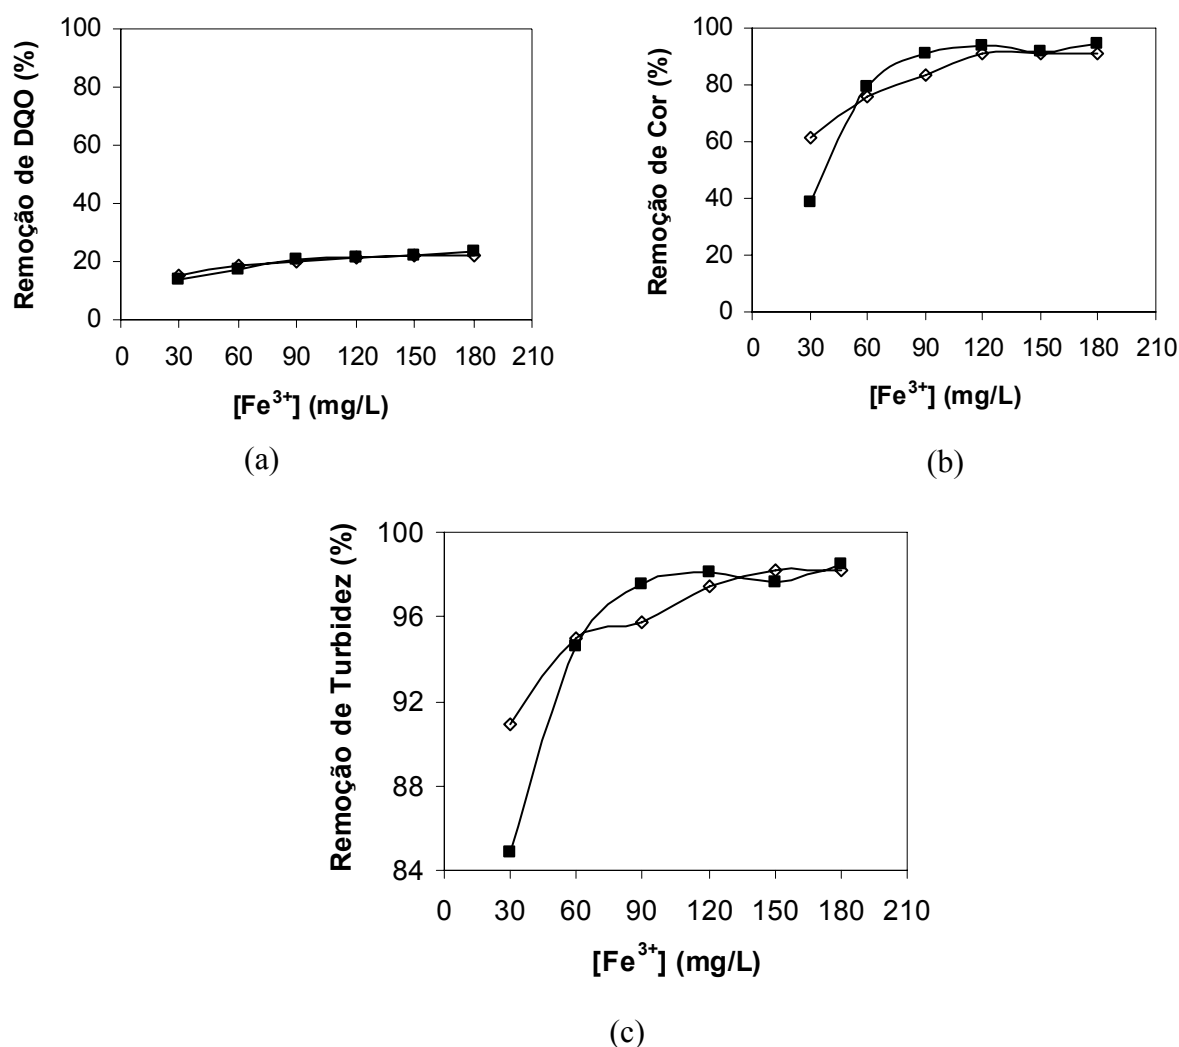 Remoção de DQO (%)
100
80
60
40
20
0
0 30 60 90 120 150 180 210
[Fe³⁺] (mg/L)
(a)
Remoção de Cor (%)
100
80
60
40
20
0
0 30 60 90 120 150 180 210
[Fe³⁺] (mg/L)
(b)
Remoção de Turbidez (%)
100
96
92
88
84
0 30 60 90 120 150 180 210
[Fe³⁺] (mg/L)
(c)